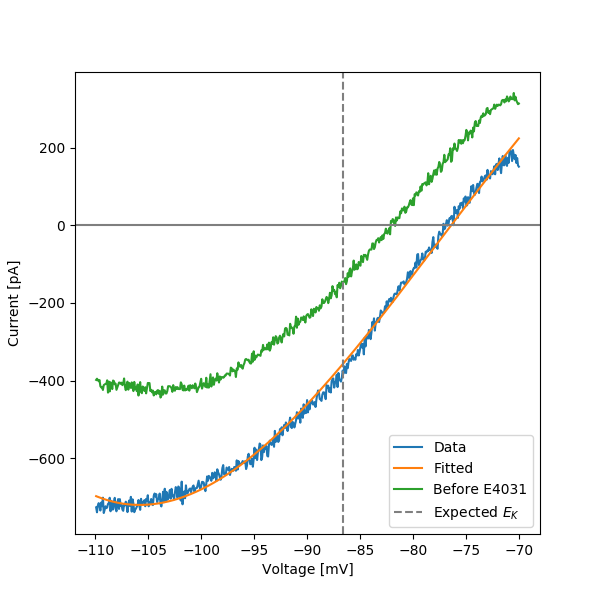 200
0
−200
−400
−600
Current [pA]
−110 −105 −100 −95 −90 −85 −80 −75 −70
Voltage [mV]
Data
Fitted
Before E4031
Expected E_K